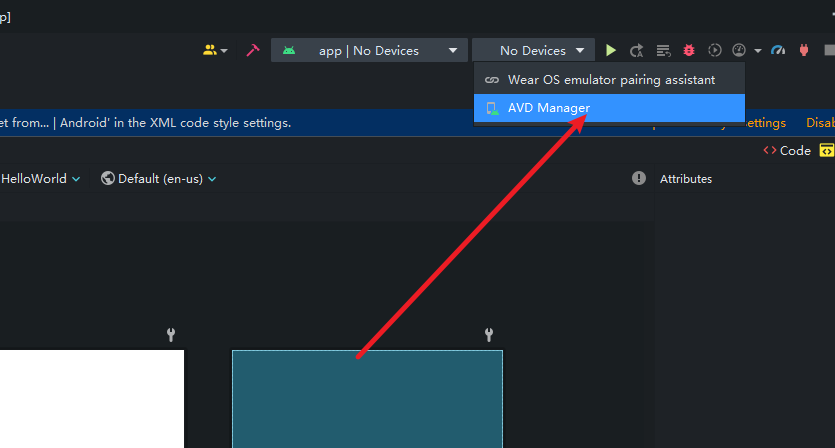 p]
app | No Devices
No Devices
Wear OS emulator pairing assistant
AVD Manager
et from... | Android' in the XML code style settings.
ettings
Disab
Code
HelloWorld
Default (en-us)
Attributes